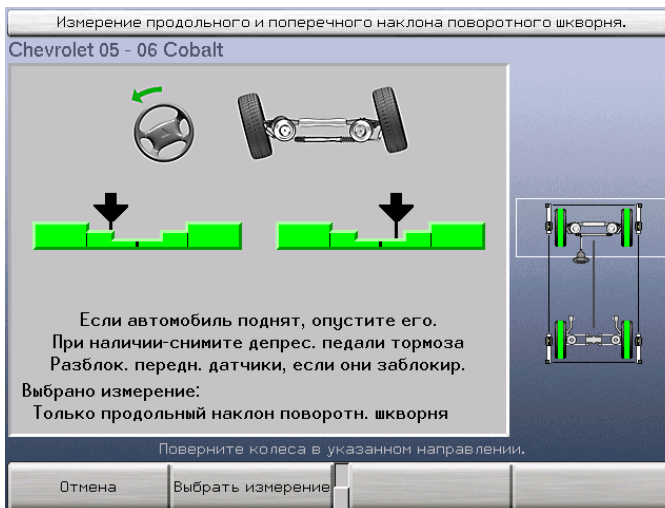 Измерение продольного и поперечного наклона поворотного шкворня.
Chevrolet 05 - 06 Cobalt
Если автомобиль поднят, опустите его.
При наличии-снимите депрес. педали тормоза
Разблок. передн. датчики, если они заблокир.
Выбрано измерение:
Только продольный наклон поворотн. шкворня
Поверните колеса в указанном направлении.
Отмена
Выбрать измерение